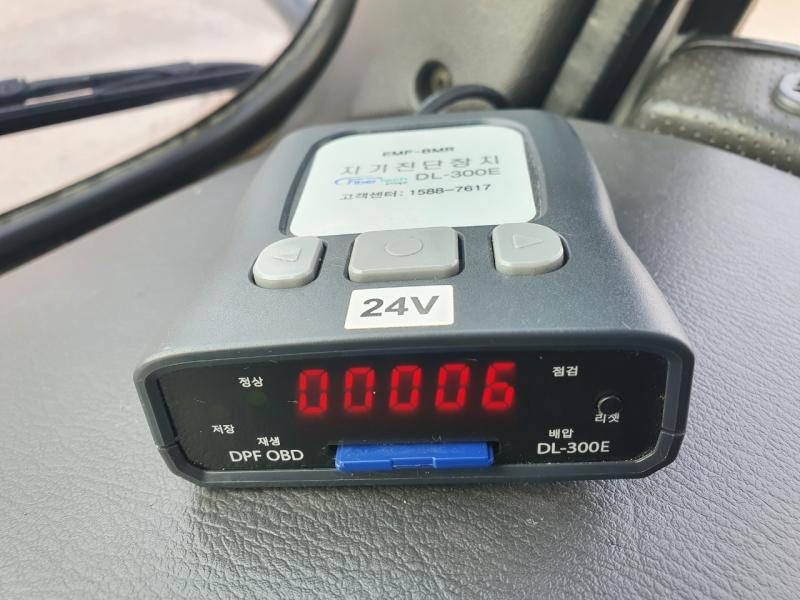 EMF-BMR
자기진단장치
DL-300E
고객센터: 1588-7617
24V
정상
00006
점검
저장
재생
리셋
배압
DPF OBD
DL-300E